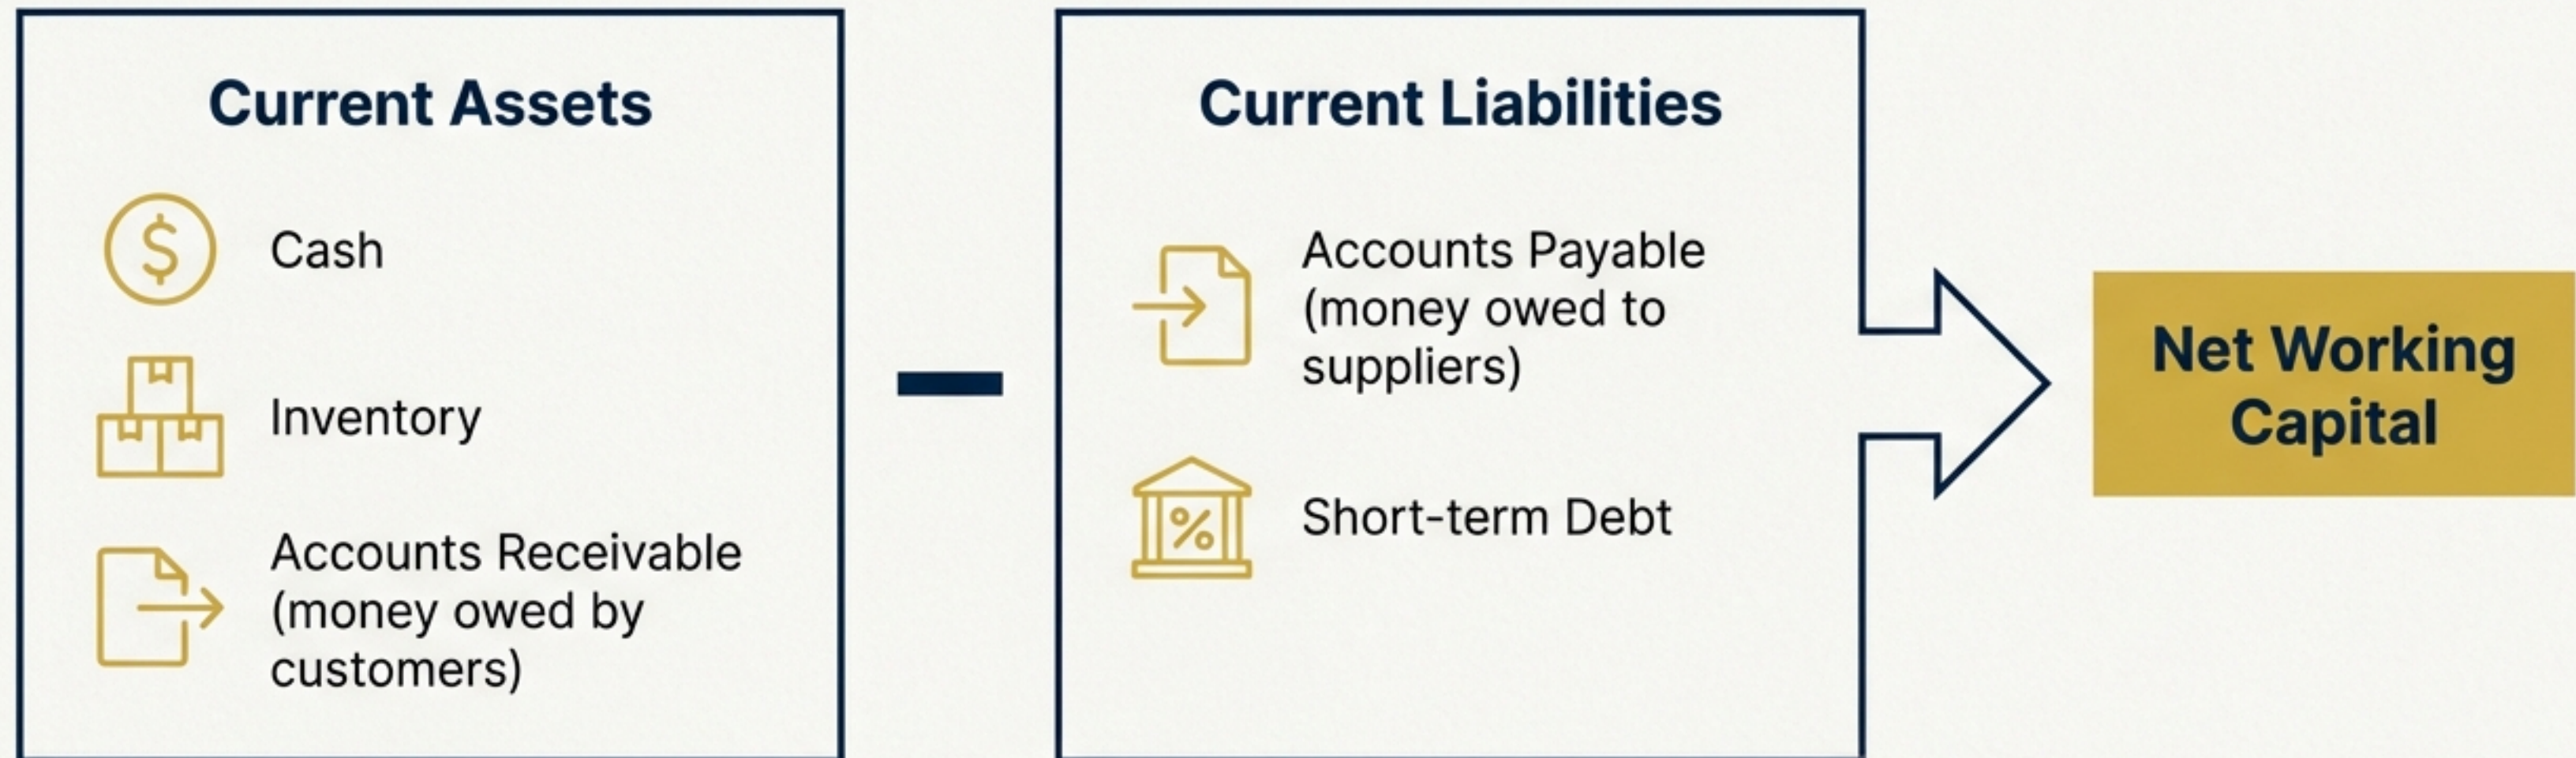 Current Assets
$
Cash
Inventory
Accounts Receivable
(money owed by
customers)
Current Liabilities
Accounts Payable
(money owed to
suppliers)
%
Short-term Debt
Net Working
Capital